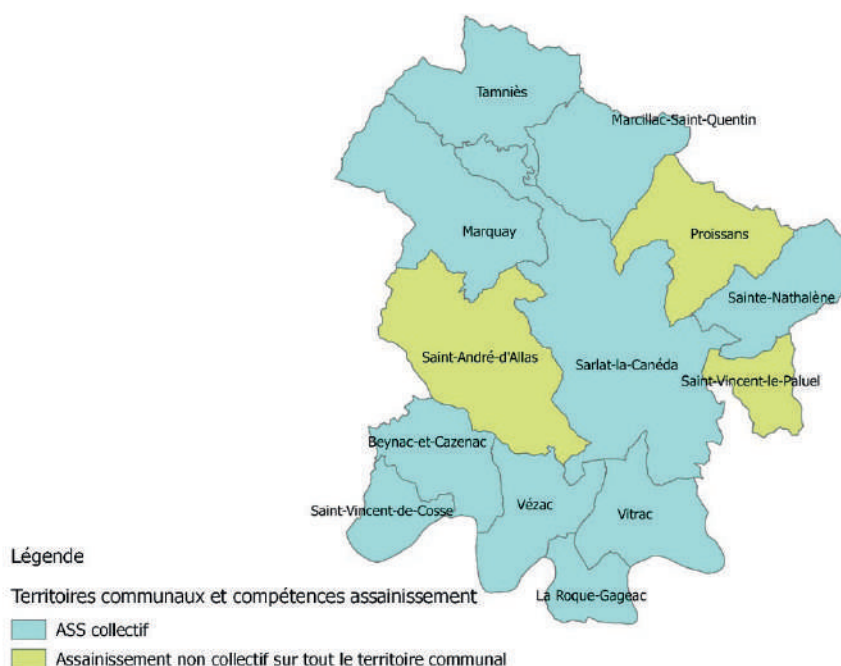 Tamniès
Marcillac-Saint-Quentin
Marquay
Proissans
Sainte-Nathalène
Saint-André-d'Allas
Sarlat-la-Canéda
Saint-Vincent-le-Paluel
Beynac-et-Cazenac
Saint-Vincent-de-Cosse
Vézac
Vitrac
La Roque-Gageac
Légende
Territoires communaux et compétences assainissement
ASS collectif
Assainissement non collectif sur tout le territoire communal